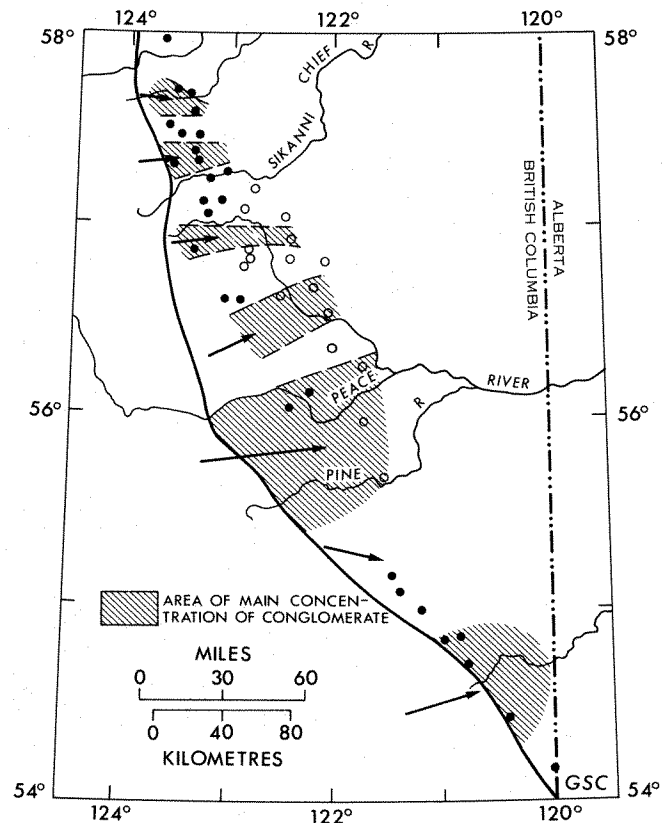 124° 122° 120°
58° 58°
CHIEF R
SIKANNI
ALBERTA
BRITISH COLUMBIA
PEACE RIVER
R
56° 56°
PINE
AREA OF MAIN CONCEN-
TRATION OF CONGLOMERATE
MILES
0 30 60
0 40 80
KILOMETRES
GSC
54° 54°
124° 122° 120°